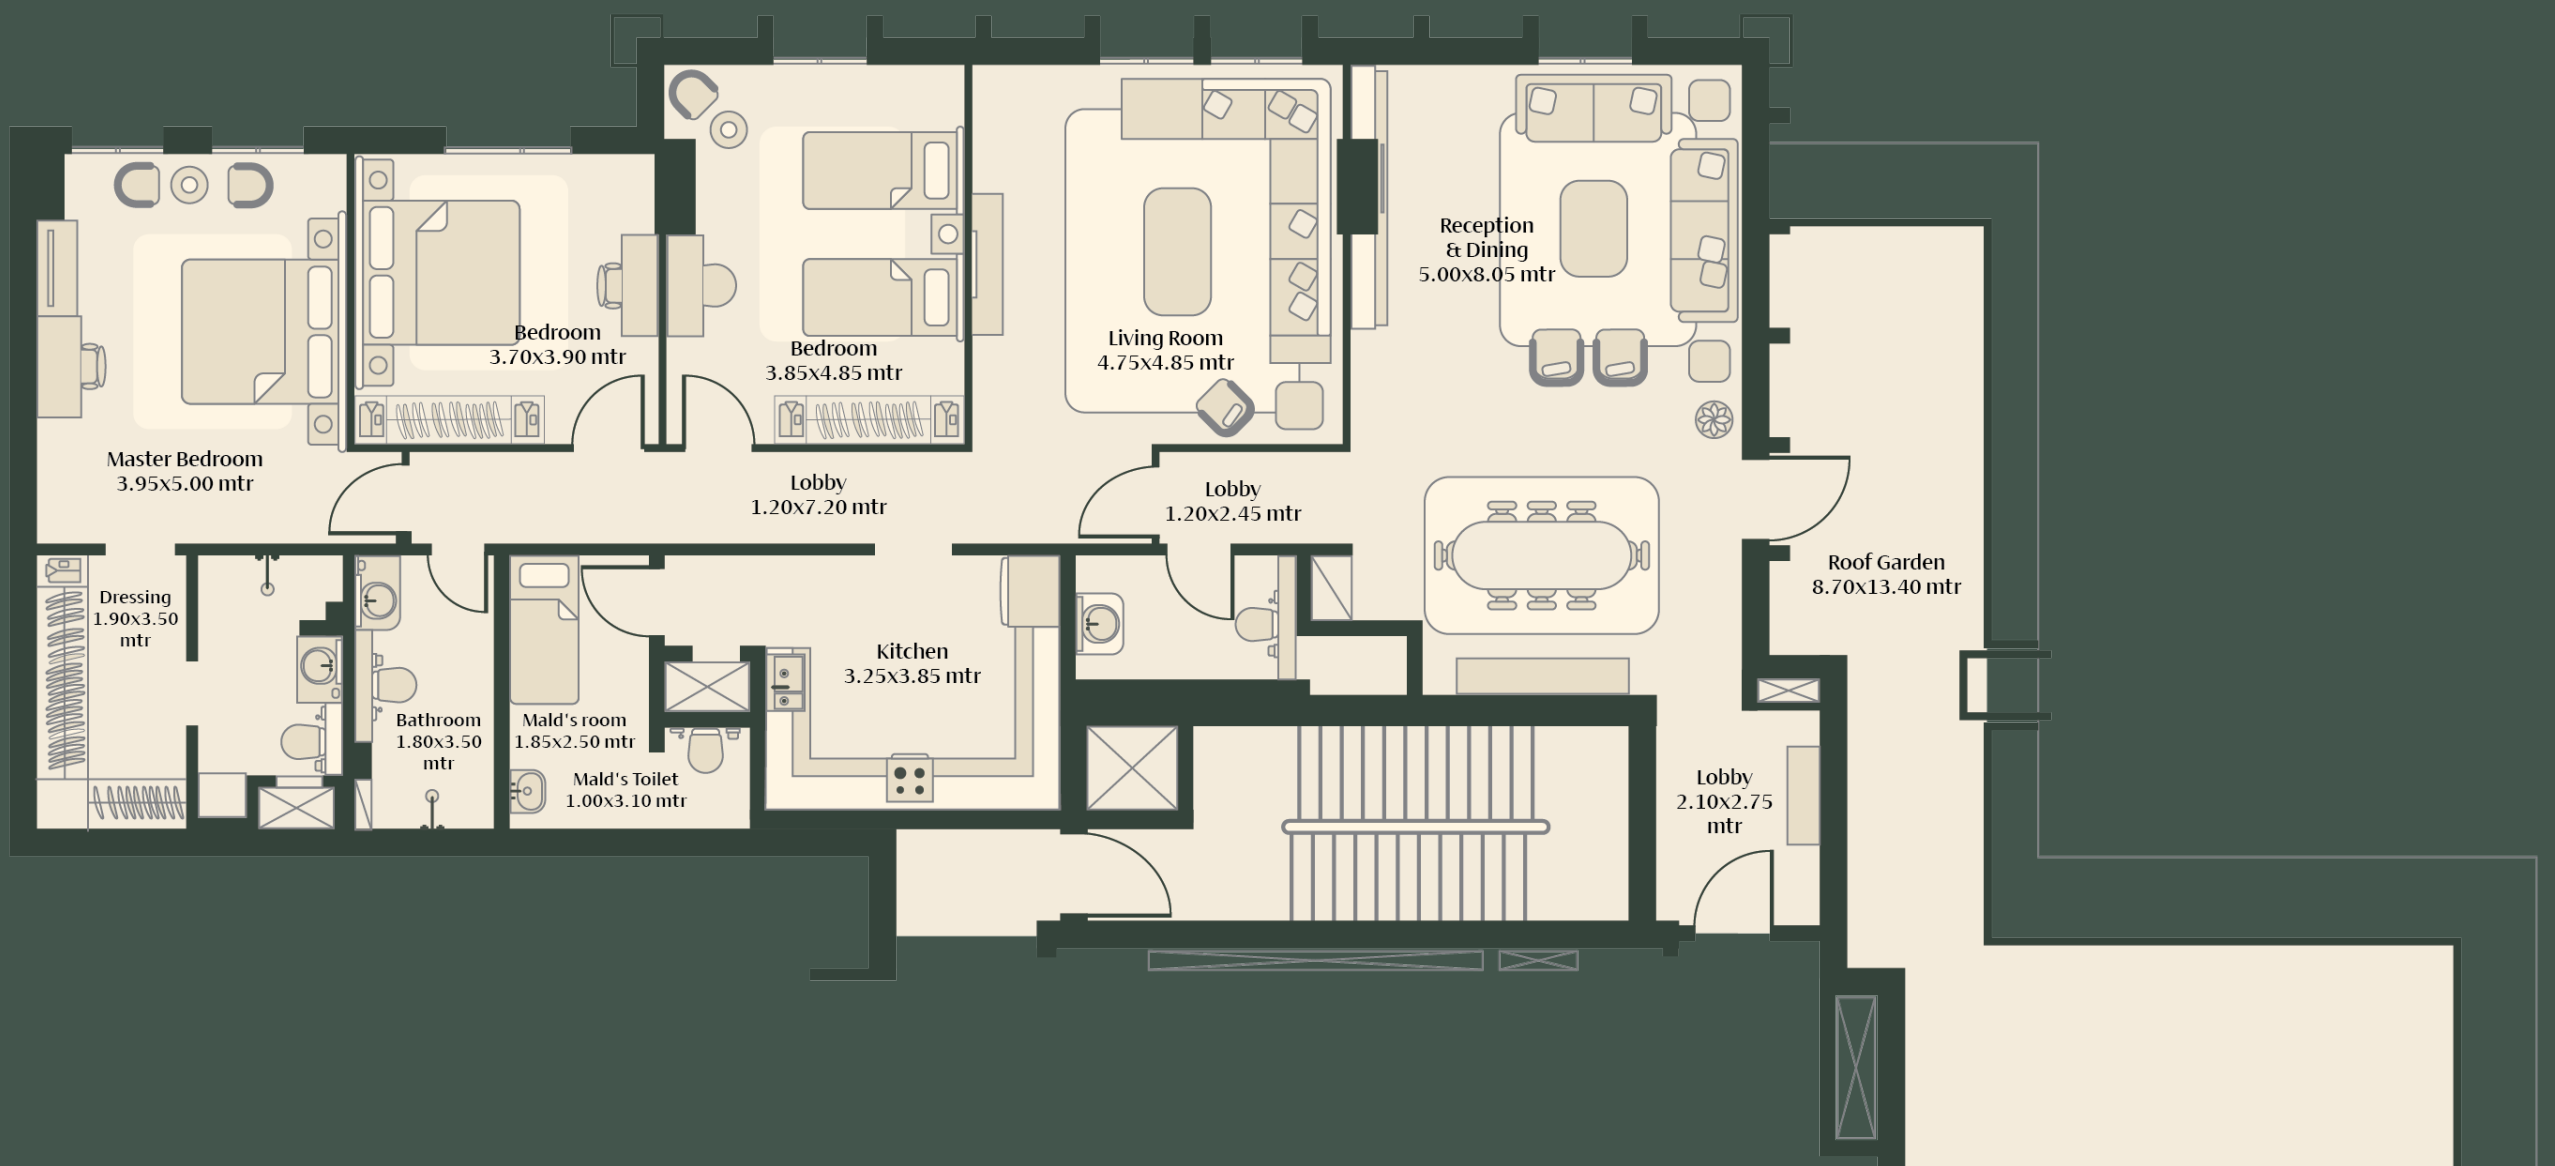 Reception
& Dining
5.00x8.05 mtr
Bedroom
3.70x3.90 mtr
Bedroom
3.85x4.85 mtr
Living Room
4.75x4.85 mtr
Master Bedroom
3.95x5.00 mtr
Lobby
1.20x7.20 mtr
Lobby
1.20x2.45 mtr
Roof Garden
8.70x13.40 mtr
Dressing
1.90x3.50
mtr
Kitchen
3.25x3.85 mtr
Bathroom
1.80x3.50
mtr
Mald's room
1.85x2.50 mtr
Mald's Toilet
1.00x3.10 mtr
Lobby
2.10x2.75
mtr